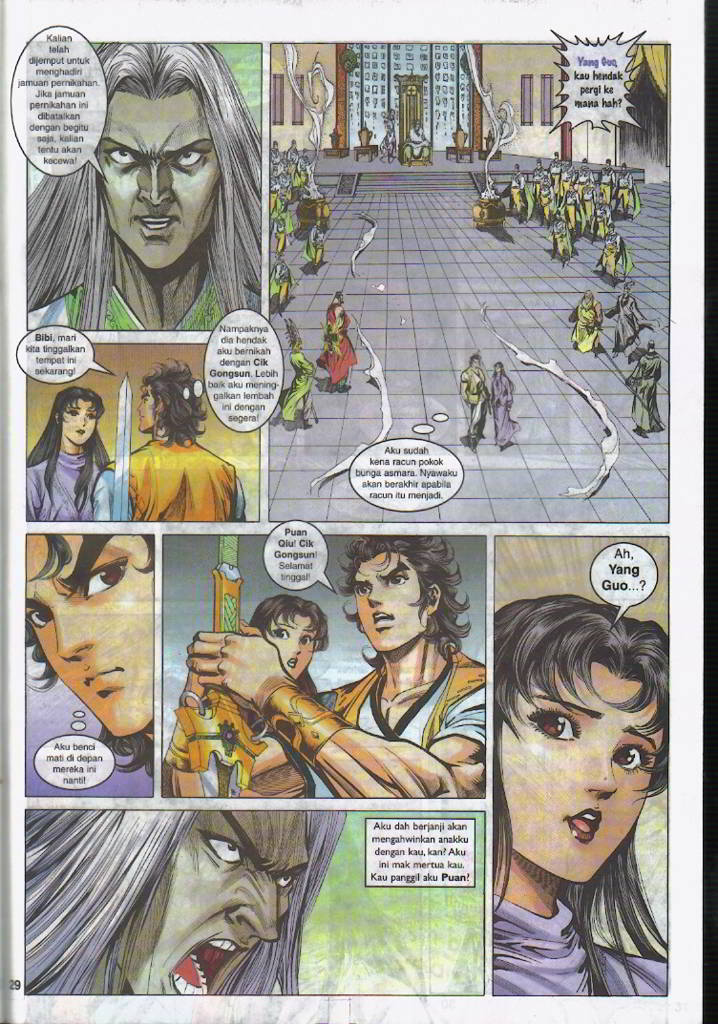 Kalian
telah
dijemput untuk
menghadiri
jamuan pernikahan.
Jika jamuan
pernikahan ini
dibatalkan
dengan begitu
saja, kalian
tentu akan
kecewa!
Yang Guo,
kau hendak
pergi ke
mana hah?
Bibi, mari
kita tinggalkan
tempat ini
sekarang!
Nampaknya
dia hendak
aku bernikah
dengan Cik
Gongsun. Lebih
baik aku mening-
galkan lembah
ini dengan
segera!
Aku sudah
kena racun pokok
bunga asmara. Nyawaku
akan berakhir apabila
racun itu menjadi.
Aku benci
mati di depan
mereka ini
nanti!
Puan
Qiu! Cik
Gongsun!
Selamat
tinggal!
Ah,
Yang
Guo...?
Aku dah berjanji akan
mengahwinkan anakku
dengan kau, kan? Aku
ini mak mertua kau.
Kau panggil aku Puan?
29